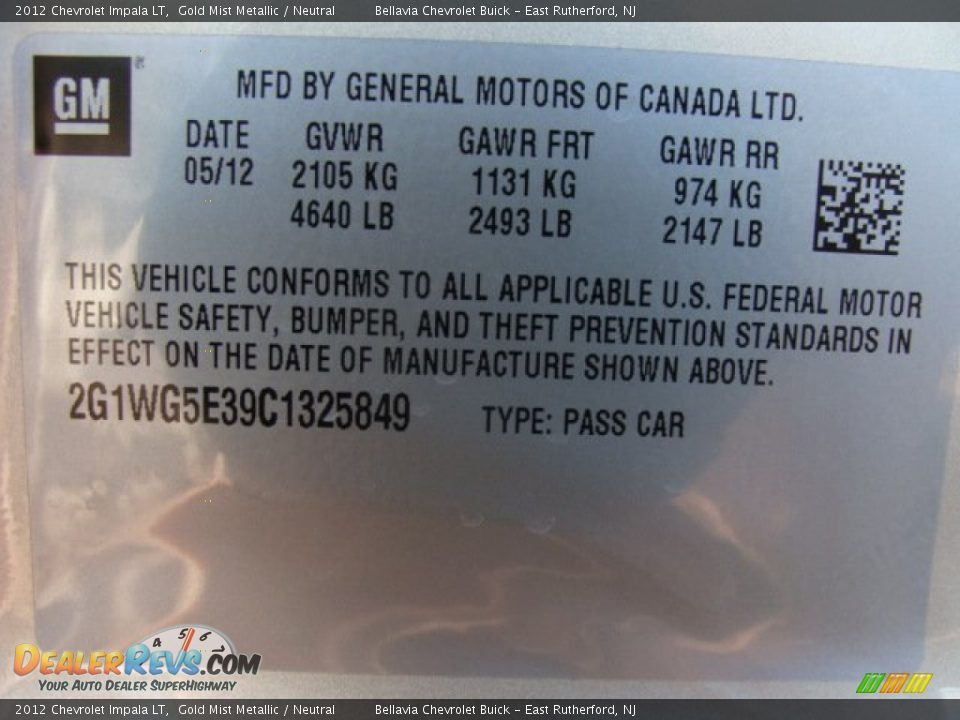 2012 Chevrolet Impala LT,  Gold Mist Metallic / Neutral    Bellavia Chevrolet Buick – East Rutherford, NJ
GM®
MFD BY GENERAL MOTORS OF CANADA LTD.
DATE GVWR GAWR FRT GAWR RR
05/12 2105 KG 1131 KG 974 KG
4640 LB 2493 LB 2147 LB
THIS VEHICLE CONFORMS TO ALL APPLICABLE U.S. FEDERAL MOTOR
VEHICLE SAFETY, BUMPER, AND THEFT PREVENTION STANDARDS IN
EFFECT ON THE DATE OF MANUFACTURE SHOWN ABOVE.
2G1WG5E39C1325849 TYPE: PASS CAR
4 5 6 7
DEALERREVS.COM
YOUR AUTO DEALER SUPERHIGHWAY
2012 Chevrolet Impala LT,  Gold Mist Metallic / Neutral    Bellavia Chevrolet Buick – East Rutherford, NJ